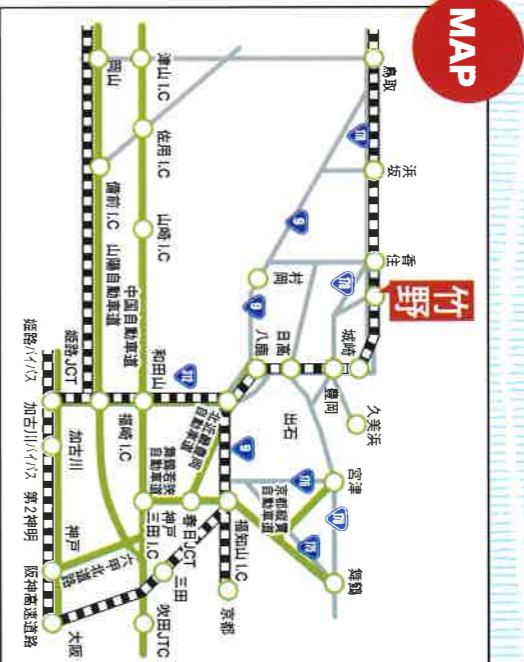 MAP
鳥取
浜坂
香住
竹野
城崎
久美浜
豊岡
宮津
舞鶴
178
178
178
9
村岡
9
八鹿
日高
出石
176
175
京都縦貫
自動車道
9
北近畿豊岡
自動車道
312
和田山
福知山I.C
京都
舞鶴若狭
自動車道
春日JCT
津山I.C
佐用I.C
山崎I.C
中国自動車道
福崎I.C
神戸
三田I.C
三田
吹田JTC
岡山
備前I.C
山陽自動車道
姫路JCT
六甲北道路
姫路バイパス
加古川バイパス
加古川
第2神明
神戸
阪神高速道路
大阪